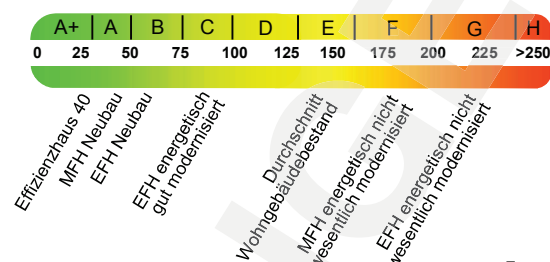 A+ A B C D E F G H
0 25 50 75 100 125 150 175 200 225 >250
Effizienzhaus 40
MFH Neubau
EFH Neubau
EFH energetisch
gut modernisiert
Durchschnitt
Wohngebäudebestand
MFH energetisch nicht
wesentlich modernisiert
EFH energetisch nicht
wesentlich modernisiert